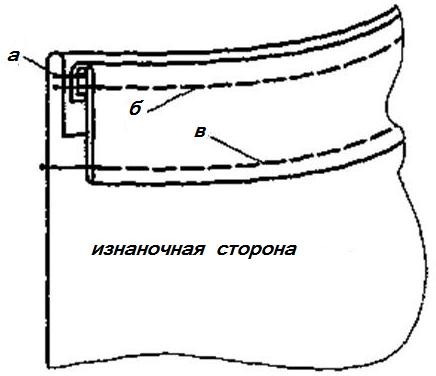 а
б
в
изнаночная сторона